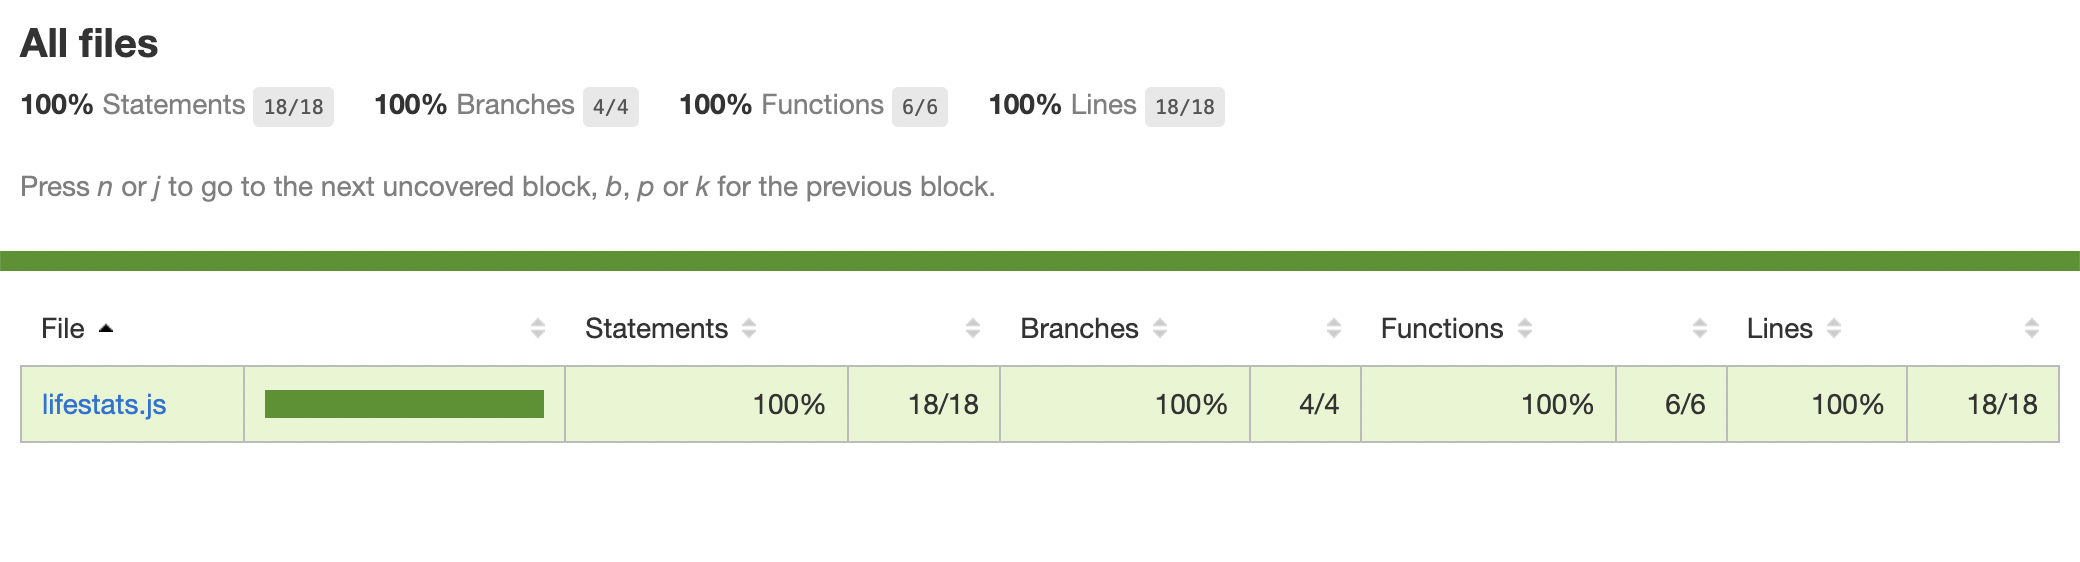 All files
100% Statements 18/18 100% Branches 4/4 100% Functions 6/6 100% Lines 18/18
Press n or j to go to the next uncovered block, b, p or k for the previous block.
File Statements Branches Functions Lines
lifestats.js 100% 18/18 100% 4/4 100% 6/6 100% 18/18